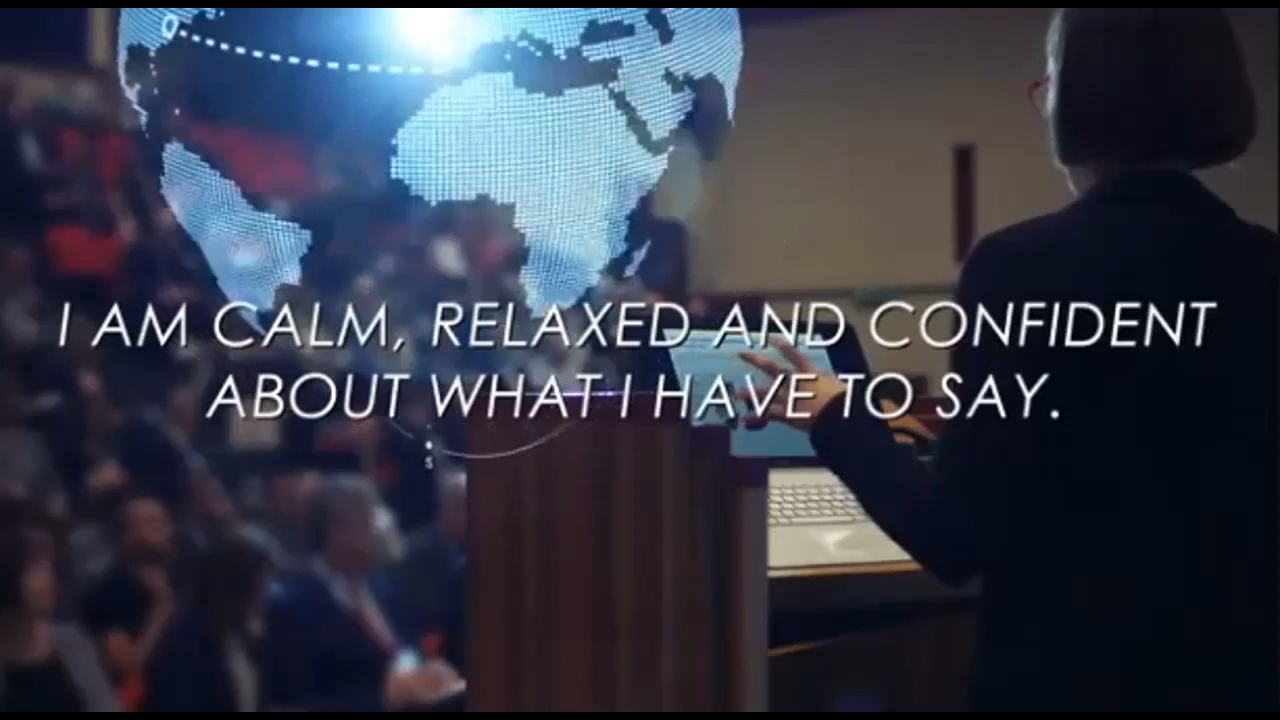 I AM CALM, RELAXED AND CONFIDENT
ABOUT WHAT I HAVE TO SAY.